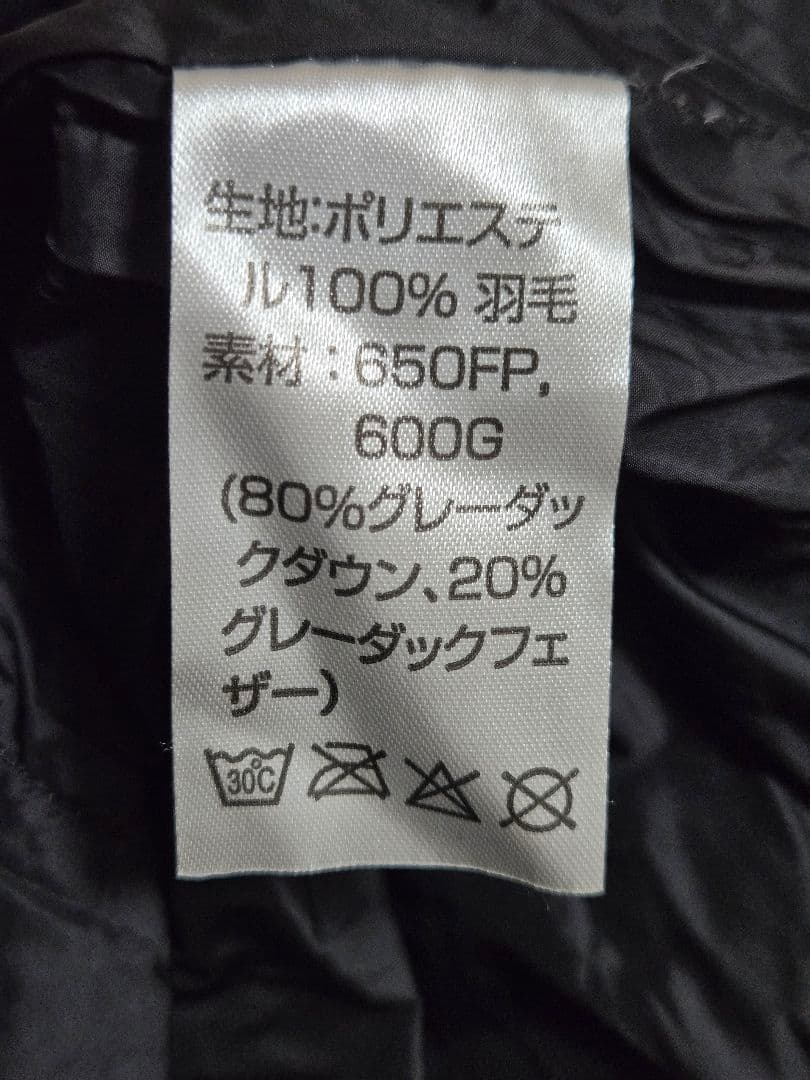 生地:ポリエステ
ル100% 羽毛
素材：650FP,
600G
(80%グレーダッ
クダウン、20%
グレーダックフェ
ザー)
30℃